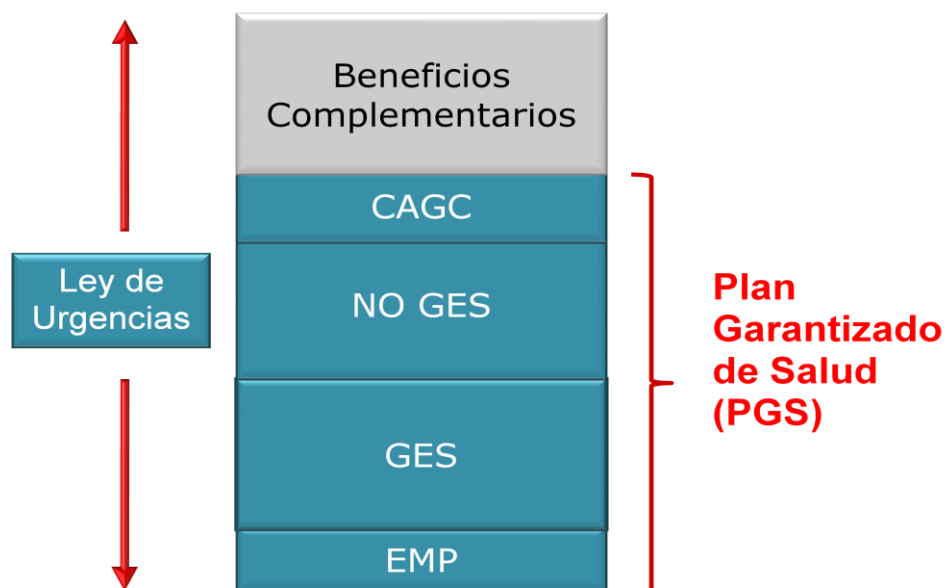 Beneficios
Complementarios
CAGC
Ley de
Urgencias
NO GES
Plan
Garantizado
de Salud
(PGS)
GES
EMP